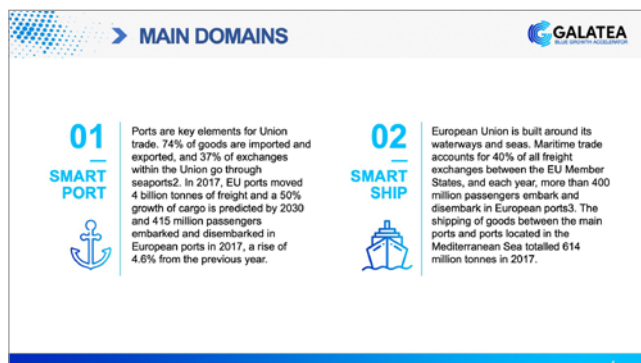 MAIN DOMAINS
GALATEA
BLUE GROWTH ACCELERATOR
01
SMART
PORT
Ports are key elements for Union
trade. 74% of goods are imported and
exported, and 37% of exchanges
within the Union go through
seaports2. In 2017, EU ports moved
4 billion tonnes of freight and a 50%
growth of cargo is predicted by 2030
and 415 million passengers
embarked and disembarked in
European ports in 2017, a rise of
4.6% from the previous year.
02
SMART
SHIP
European Union is built around its
waterways and seas. Maritime trade
accounts for 40% of all freight
exchanges between the EU Member
States, and each year, more than 400
million passengers embark and
disembark in European ports3. The
shipping of goods between the main
ports and ports located in the
Mediterranean Sea totalled 614
million tonnes in 2017.